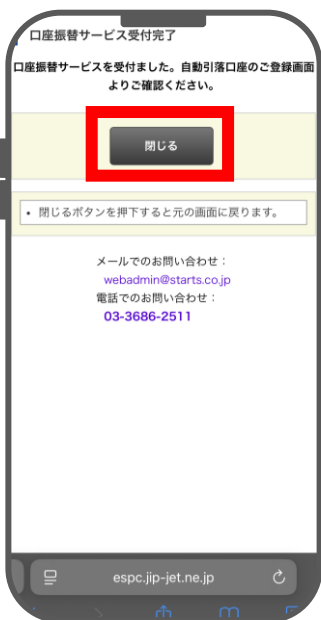 口座振替サービス受付完了
口座振替サービスを受付ました。自動引落口座のご登録画面
よりご確認ください。
閉じる
• 閉じるボタンを押下すると元の画面に戻ります。
メールでのお問い合わせ：
webadmin@starts.co.jp
電話でのお問い合わせ：
03-3686-2511
espc.jip-jet.ne.jp